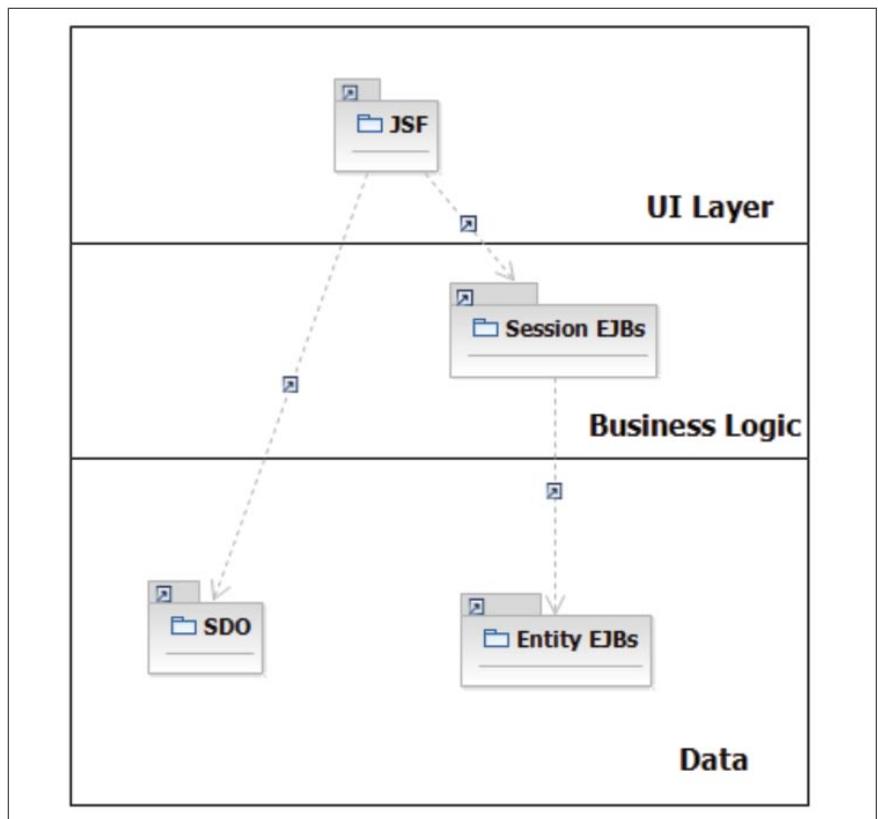 JSF
UI Layer
Session EJBs
Business Logic
SDO
Entity EJBs
Data